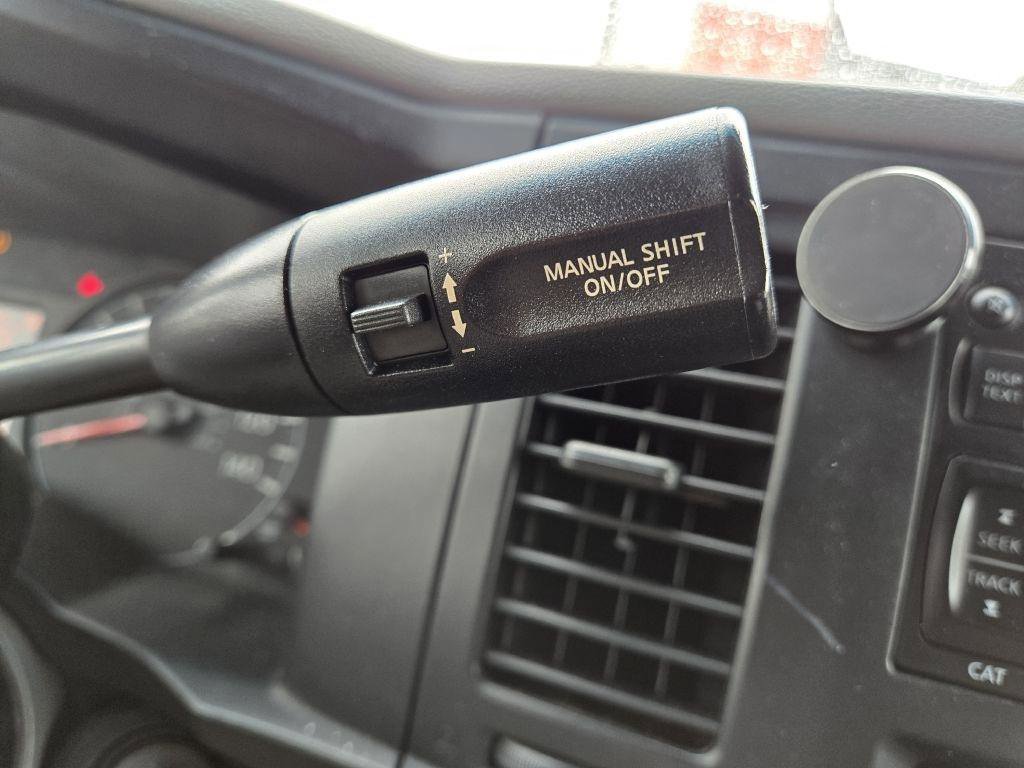 +
MANUAL SHIFT
ON/OFF
−
DISP
TEXT
SEEK
TRACK
CAT